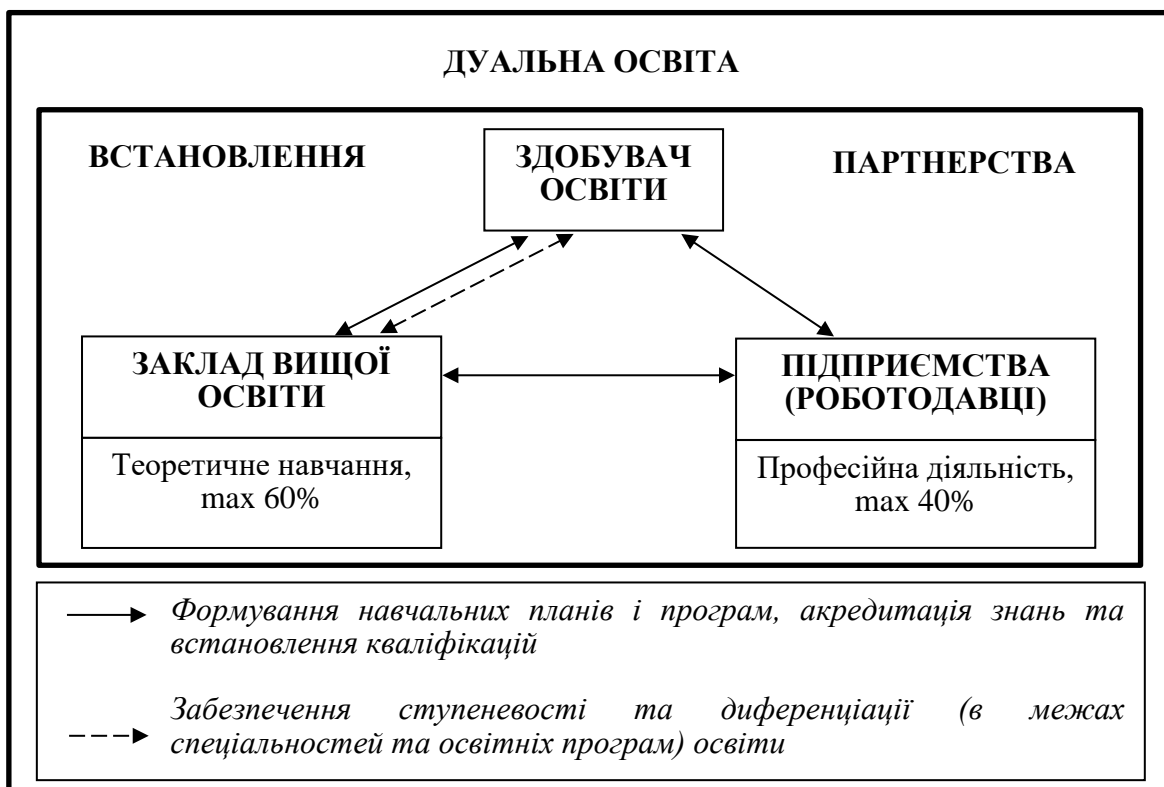 ДУАЛЬНА ОСВІТА
ВСТАНОВЛЕННЯ
ЗДОБУВАЧ
ОСВІТИ
ПАРТНЕРСТВА
ЗАКЛАД ВИЩОЇ
ОСВІТИ
Теоретичне навчання,
max 60%
ПІДПРИЄМСТВА
(РОБОТОДАВЦІ)
Професійна діяльність,
max 40%
Формування навчальних планів і програм, акредитація знань та
встановлення кваліфікацій
Забезпечення ступеневості та диференціації (в межах
спеціальностей та освітніх програм) освіти